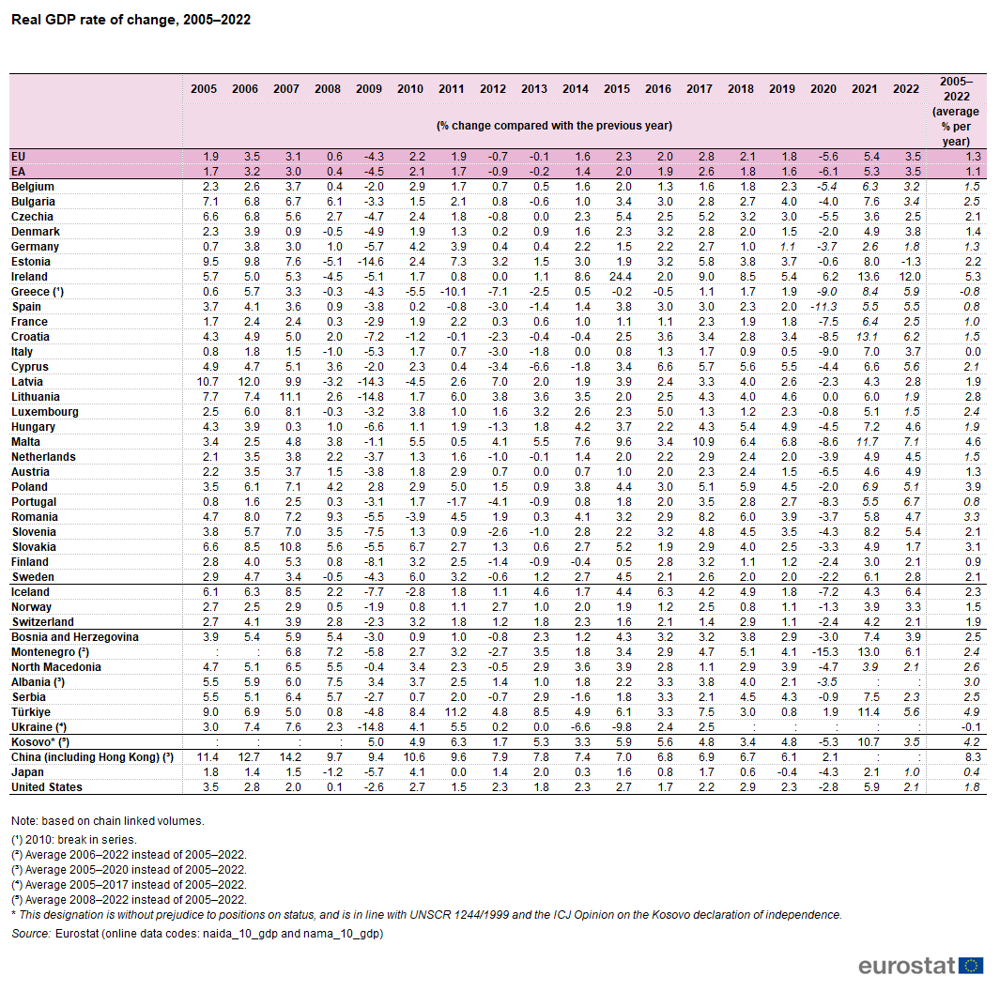 Real GDP rate of change, 2005–2022
2005 2006 2007 2008 2009 2010 2011 2012 2013 2014 2015 2016 2017 2018 2019 2020 2021 2022 2005–
2022
(average
% per
year)
(% change compared with the previous year)
EU 1.9 3.5 3.1 0.6 -4.3 2.2 1.9 -0.7 -0.1 1.6 2.3 2.0 2.8 2.1 1.8 -5.6 5.4 3.5 1.3
EA 1.7 3.2 3.0 0.4 -4.5 2.1 1.7 -0.9 -0.2 1.4 2.0 1.9 2.6 1.8 1.6 -6.1 5.3 3.5 1.1
Belgium 2.3 2.6 3.7 0.4 -2.0 2.9 1.7 0.7 0.5 1.6 2.0 1.3 1.6 1.8 2.3 -5.4 6.3 3.2 1.5
Bulgaria 7.1 6.8 6.7 6.1 -3.3 1.5 2.1 0.8 -0.6 1.0 3.4 3.0 2.8 2.7 4.0 -4.0 7.6 3.4 2.5
Czechia 6.6 6.8 5.6 2.7 -4.7 2.4 1.8 -0.8 0.0 2.3 5.4 2.5 5.2 3.2 3.0 -5.5 3.6 2.5 2.1
Denmark 2.3 3.9 0.9 -0.5 -4.9 1.9 1.3 0.2 0.9 1.6 2.3 3.2 2.8 2.0 1.5 -2.0 4.9 3.8 1.4
Germany 0.7 3.8 3.0 1.0 -5.7 4.2 3.9 0.4 0.4 2.2 1.5 2.2 2.7 1.0 1.1 -3.7 2.6 1.8 1.3
Estonia 9.5 9.8 7.6 -5.1 -14.6 2.4 7.3 3.2 1.5 3.0 1.9 3.2 5.8 3.8 3.7 -0.6 8.0 -1.3 2.2
Ireland 5.7 5.0 5.3 -4.5 -5.1 1.7 0.8 0.0 1.1 8.6 24.4 2.0 9.0 8.5 5.4 6.2 13.6 12.0 5.3
Greece (¹) 0.6 5.7 3.3 -0.3 -4.3 -5.5 -10.1 -7.1 -2.5 0.5 -0.2 -0.5 1.1 1.7 1.9 -9.0 8.4 5.9 -0.8
Spain 3.7 4.1 3.6 0.9 -3.8 0.2 -0.8 -3.0 -1.4 1.4 3.8 3.0 3.0 2.3 2.0 -11.3 5.5 5.5 0.8
France 1.7 2.4 2.4 0.3 -2.9 1.9 2.2 0.3 0.6 1.0 1.1 1.1 2.3 1.9 1.8 -7.5 6.4 2.5 1.0
Croatia 4.3 4.9 5.0 2.0 -7.2 -1.2 -0.1 -2.3 -0.4 -0.4 2.5 3.6 3.4 2.8 3.4 -8.5 13.1 6.2 1.5
Italy 0.8 1.8 1.5 -1.0 -5.3 1.7 0.7 -3.0 -1.8 0.0 0.8 1.3 1.7 0.9 0.5 -9.0 7.0 3.7 0.0
Cyprus 4.9 4.7 5.1 3.6 -2.0 2.3 0.4 -3.4 -6.6 -1.8 3.4 6.6 5.7 5.6 5.5 -4.4 6.6 5.6 2.1
Latvia 10.7 12.0 9.9 -3.2 -14.3 -4.5 2.6 7.0 2.0 1.9 3.9 2.4 3.3 4.0 2.6 -2.3 4.3 2.8 1.9
Lithuania 7.7 7.4 11.1 2.6 -14.8 1.7 6.0 3.8 3.6 3.5 2.0 2.5 4.3 4.0 4.6 0.0 6.0 1.9 2.8
Luxembourg 2.5 6.0 8.1 -0.3 -3.2 3.8 1.0 1.6 3.2 2.6 2.3 5.0 1.3 1.2 2.3 -0.8 5.1 1.5 2.4
Hungary 4.3 3.9 0.3 1.0 -6.6 1.1 1.9 -1.3 1.8 4.2 3.7 2.2 4.3 5.4 4.9 -4.5 7.2 4.6 1.9
Malta 3.4 2.5 4.8 3.8 -1.1 5.5 0.5 4.1 5.5 7.6 9.6 3.4 10.9 6.4 6.8 -8.6 11.7 7.1 4.6
Netherlands 2.1 3.5 3.8 2.2 -3.7 1.3 1.6 -1.0 -0.1 1.4 2.0 2.2 2.9 2.4 2.0 -3.9 4.9 4.5 1.5
Austria 2.2 3.5 3.7 1.5 -3.8 1.8 2.9 0.7 0.0 0.7 1.0 2.0 2.3 2.4 1.5 -6.5 4.6 4.9 1.3
Poland 3.5 6.1 7.1 4.2 2.8 2.9 5.0 1.5 0.9 3.8 4.4 3.0 5.1 5.9 4.5 -2.0 6.9 5.1 3.9
Portugal 0.8 1.6 2.5 0.3 -3.1 1.7 -1.7 -4.1 -0.9 0.8 1.8 2.0 3.5 2.8 2.7 -8.3 5.5 6.7 0.8
Romania 4.7 8.0 7.2 9.3 -5.5 -3.9 4.5 1.9 0.3 4.1 3.2 2.9 8.2 6.0 3.9 -3.7 5.8 4.7 3.3
Slovenia 3.8 5.7 7.0 3.5 -7.5 1.3 0.9 -2.6 -1.0 2.8 2.2 3.2 4.8 4.5 3.5 -4.3 8.2 5.4 2.1
Slovakia 6.6 8.5 10.8 5.6 -5.5 6.7 2.7 1.3 0.6 2.7 5.2 1.9 2.9 4.0 2.5 -3.3 4.9 1.7 3.1
Finland 2.8 4.0 5.3 0.8 -8.1 3.2 2.5 -1.4 -0.9 -0.4 0.5 2.8 3.2 1.1 1.2 -2.4 3.0 2.1 0.9
Sweden 2.9 4.7 3.4 -0.5 -4.3 6.0 3.2 -0.6 1.2 2.7 4.5 2.1 2.6 2.0 2.0 -2.2 6.1 2.8 2.1
Iceland 6.1 6.3 8.5 2.2 -7.7 -2.8 1.8 1.1 4.6 1.7 4.4 6.3 4.2 4.9 1.8 -7.2 4.3 6.4 2.3
Norway 2.7 2.5 2.9 0.5 -1.9 0.8 1.1 2.7 1.0 2.0 1.9 1.2 2.5 0.8 1.1 -1.3 3.9 3.3 1.5
Switzerland 2.7 4.1 3.9 2.8 -2.3 3.2 1.8 1.2 1.8 2.3 1.6 2.1 1.4 2.9 1.1 -2.4 4.2 2.1 1.9
Bosnia and Herzegovina 3.9 5.4 5.9 5.4 -3.0 0.9 1.0 -0.8 2.3 1.2 4.3 3.2 3.2 3.8 2.9 -3.0 7.4 3.9 2.5
Montenegro (²) : : 6.8 7.2 -5.8 2.7 3.2 -2.7 3.5 1.8 3.4 2.9 4.7 5.1 4.1 -15.3 13.0 6.1 2.4
North Macedonia 4.7 5.1 6.5 5.5 -0.4 3.4 2.3 -0.5 2.9 3.6 3.9 2.8 1.1 2.9 3.9 -4.7 3.9 2.1 2.6
Albania (³) 5.5 5.9 6.0 7.5 3.4 3.7 2.5 1.4 1.0 1.8 2.2 3.3 3.8 4.0 2.1 -3.5 : : 3.0
Serbia 5.5 5.1 6.4 5.7 -2.7 0.7 2.0 -0.7 2.9 -1.6 1.8 3.3 2.1 4.5 4.3 -0.9 7.5 2.3 2.5
Türkiye 9.0 6.9 5.0 0.8 -4.8 8.4 11.2 4.8 8.5 4.9 6.1 3.3 7.5 3.0 0.8 1.9 11.4 5.6 4.9
Ukraine (⁴) 3.0 7.4 7.6 2.3 -14.8 4.1 5.5 0.2 0.0 -6.6 -9.8 2.4 2.5 : : : : : -0.1
Kosovo* (⁵) : : : : 5.0 4.9 6.3 1.7 5.3 3.3 5.9 5.6 4.8 3.4 4.8 -5.3 10.7 3.5 4.2
China (including Hong Kong) (³) 11.4 12.7 14.2 9.7 9.4 10.6 9.6 7.9 7.8 7.4 7.0 6.8 6.9 6.7 6.1 2.1 : : 8.3
Japan 1.8 1.4 1.5 -1.2 -5.7 4.1 0.0 1.4 2.0 0.3 1.6 0.8 1.7 0.6 -0.4 -4.3 2.1 1.0 0.4
United States 3.5 2.8 2.0 0.1 -2.6 2.7 1.5 2.3 1.8 2.3 2.7 1.7 2.2 2.9 2.3 -2.8 5.9 2.1 1.8
Note: based on chain linked volumes.
(¹) 2010: break in series.
(²) Average 2006–2022 instead of 2005–2022.
(³) Average 2005–2020 instead of 2005–2022.
(⁴) Average 2005–2017 instead of 2005–2022.
(⁵) Average 2008–2022 instead of 2005–2022.
* This designation is without prejudice to positions on status, and is in line with UNSCR 1244/1999 and the ICJ Opinion on the Kosovo declaration of independence.
Source: Eurostat (online data codes: naida_10_gdp and nama_10_gdp)
eurostat